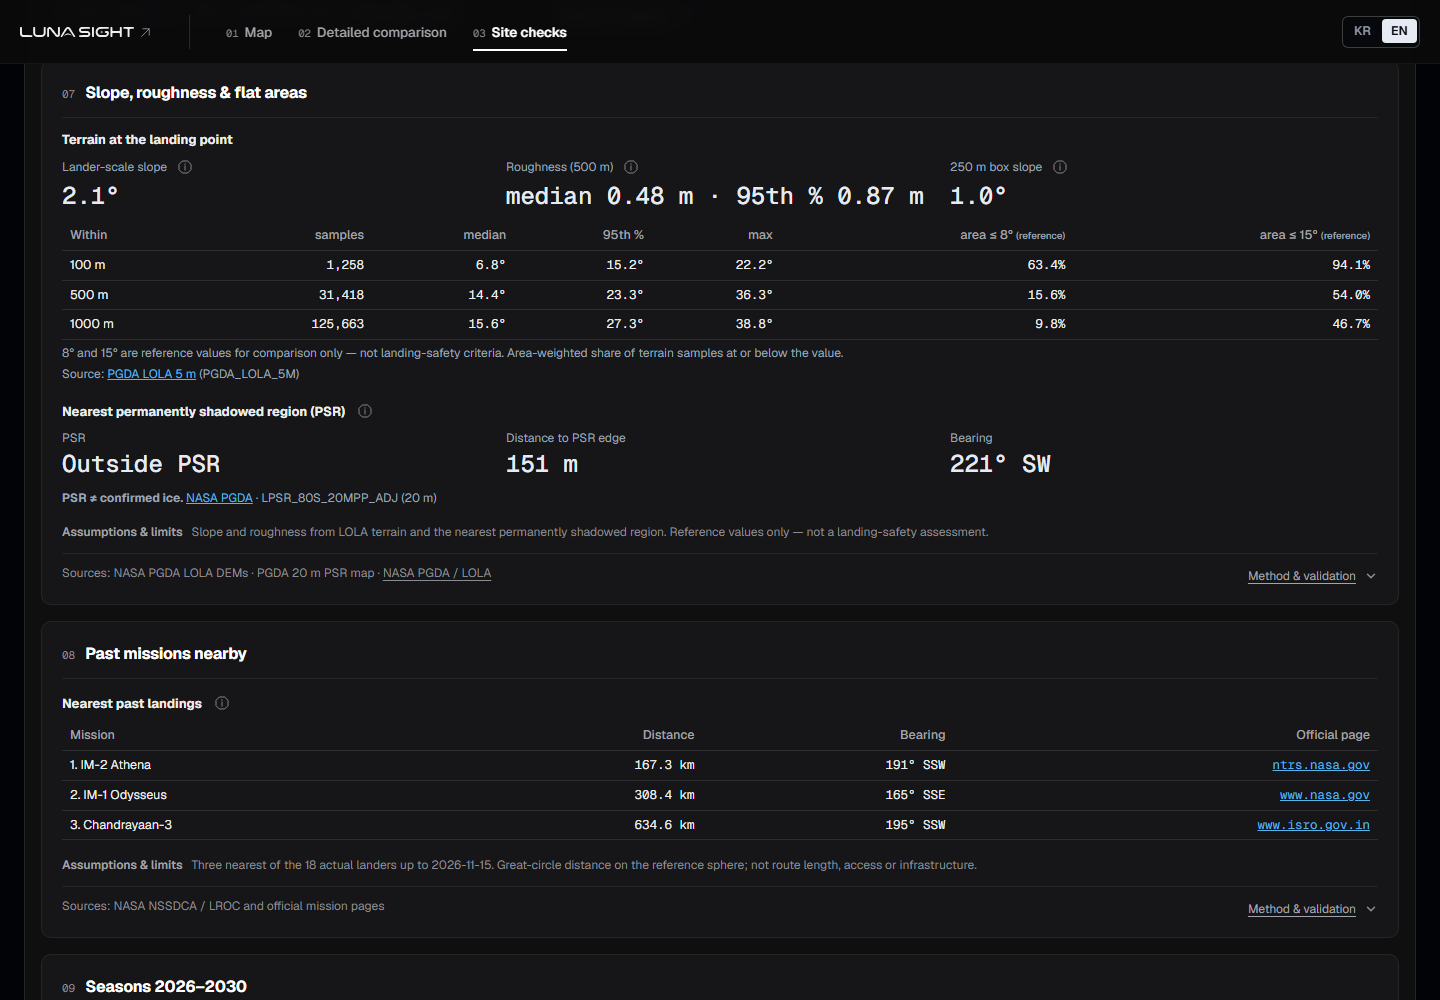 LUNA SIGHT
01 Map
02 Detailed comparison
03 Site checks
KR EN
07 Slope, roughness & flat areas
Terrain at the landing point
Lander-scale slope
Roughness (500 m)
250 m box slope
2.1°
median 0.48 m · 95th % 0.87 m
1.0°
Within samples median 95th % max area ≤ 8° (reference) area ≤ 15° (reference)
100 m 1,258 6.8° 15.2° 22.2° 63.4% 94.1%
500 m 31,418 14.4° 23.3° 36.3° 15.6% 54.0%
1000 m 125,663 15.6° 27.3° 38.8° 9.8% 46.7%
8° and 15° are reference values for comparison only — not landing-safety criteria. Area-weighted share of terrain samples at or below the value.
Source: PGDA LOLA 5 m (PGDA_LOLA_5M)
Nearest permanently shadowed region (PSR)
PSR
Distance to PSR edge
Bearing
Outside PSR
151 m
221° SW
PSR ≠ confirmed ice. NASA PGDA · LPSR_80S_20MPP_ADJ (20 m)
Assumptions & limits Slope and roughness from LOLA terrain and the nearest permanently shadowed region. Reference values only — not a landing-safety assessment.
Sources: NASA PGDA LOLA DEMs · PGDA 20 m PSR map · NASA PGDA / LOLA
Method & validation
08 Past missions nearby
Nearest past landings
Mission Distance Bearing Official page
1. IM-2 Athena 167.3 km 191° SSW ntrs.nasa.gov
2. IM-1 Odysseus 308.4 km 165° SSE www.nasa.gov
3. Chandrayaan-3 634.6 km 195° SSW www.isro.gov.in
Assumptions & limits Three nearest of the 18 actual landers up to 2026-11-15. Great-circle distance on the reference sphere; not route length, access or infrastructure.
Sources: NASA NSSDCA / LROC and official mission pages
Method & validation
09 Seasons 2026–2030